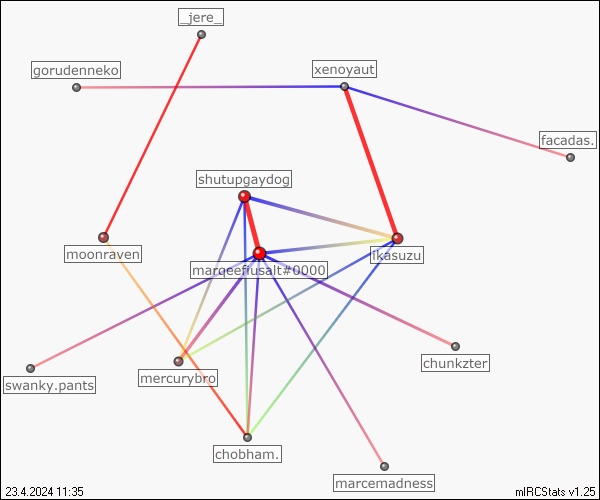 _jere_
gorudenneko
xenoyaut
facadas.
shutupgaydog
moonraven
ikasuzu
marqeefiusalt#0000
swanky.pants
mercurybro
chunkzter
chobham.
marcemadness
23.4.2024 11:35
mIRCStats v1.25